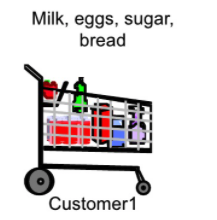 Milk, eggs, sugar,
bread
Customer1